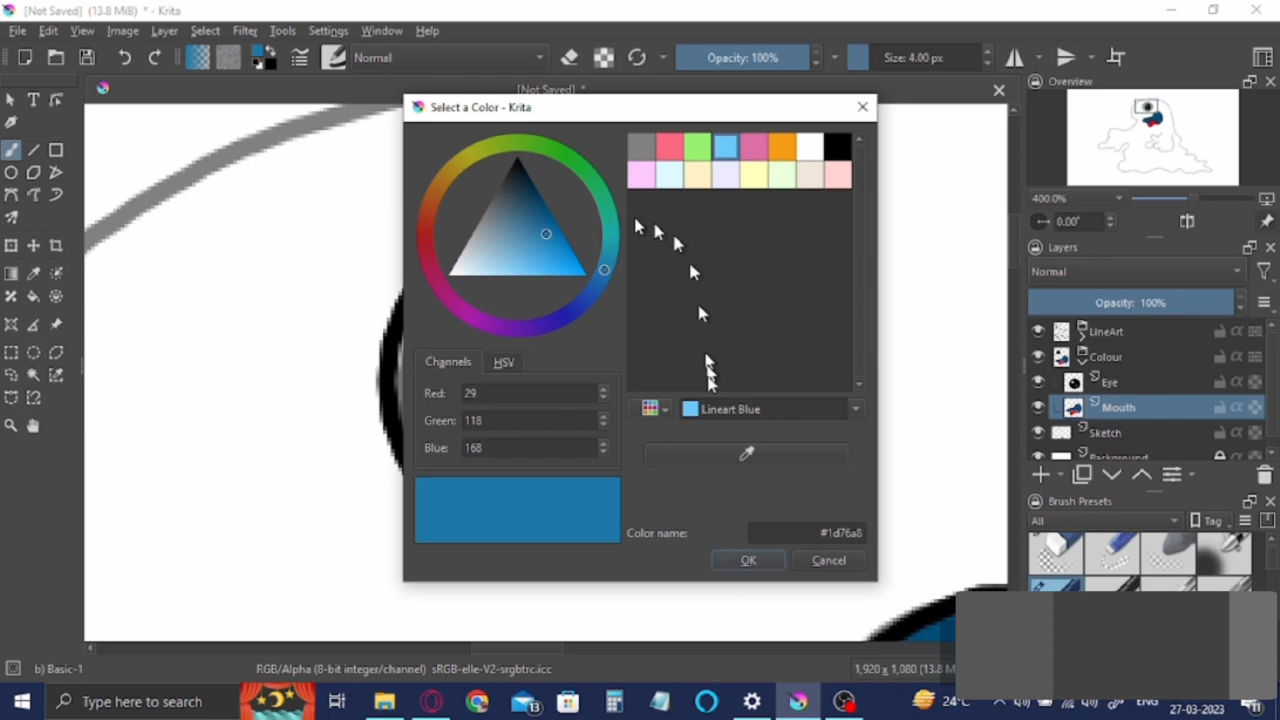 [Not Saved] (13.8 MiB) * - Krita
File Edit View Image Layer Select Filter Tools Settings Window Help
Normal
Opacity: 100%
Size: 4.00 px
[Not Saved] *
Overview
400.0%
0.00°
Layers
Normal
Opacity: 100%
LineArt
Colour
Eye
Mouth
Sketch
Background
Brush Presets
All
Tag
Select a Color - Krita
Channels
HSV
Red: 29
Green: 118
Blue: 168
Lineart Blue
Color name: #1d76a8
OK
Cancel
b) Basic-1
RGB/Alpha (8-bit integer/channel) sRGB-elle-V2-srgbtrc.icc
1,920 x 1,080 (13.8 M
Type here to search
13
24°C
ENG
27-03-2023
11